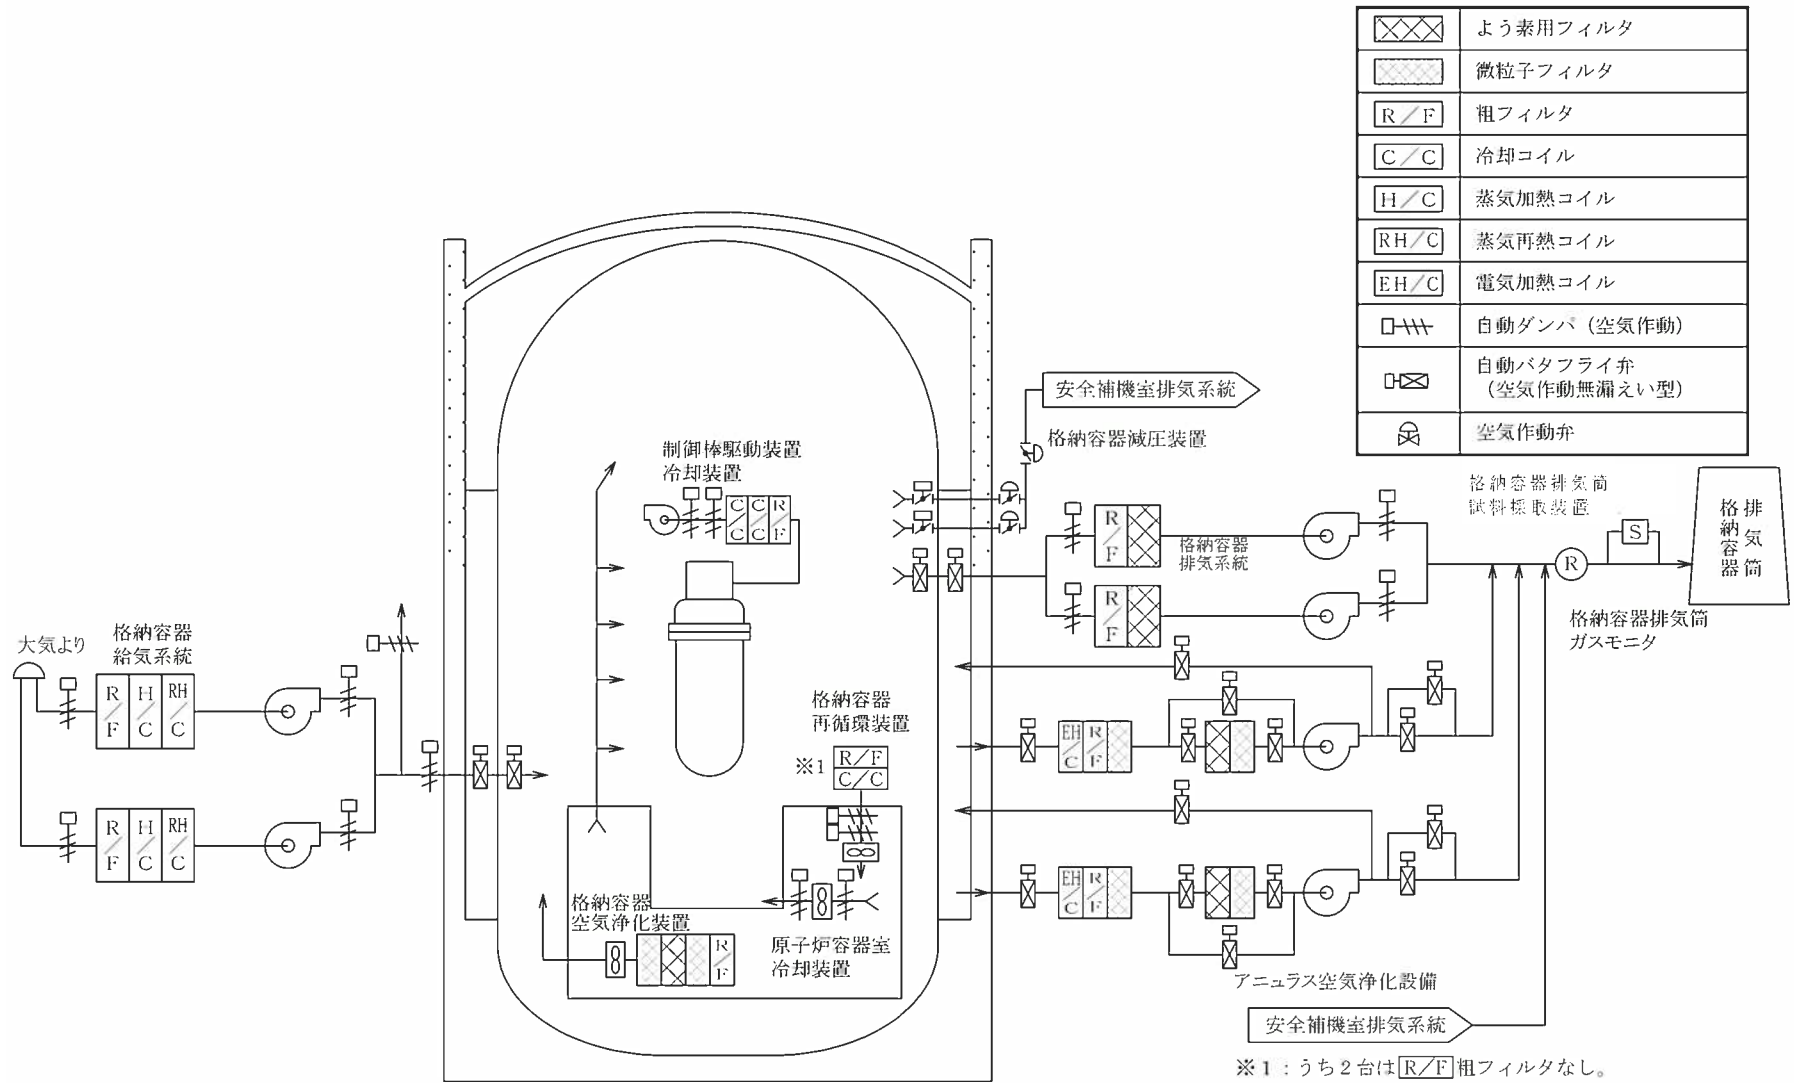 よう素用フィルタ
微粒子フィルタ
R/F 粗フィルタ
C/C 冷却コイル
H/C 蒸気加熱コイル
RH/C 蒸気再熱コイル
EH/C 電気加熱コイル
自動ダンパ（空気作動）
自動バタフライ弁
（空気作動無漏えい型）
空気作動弁
安全補機室排気系統
格納容器減圧装置
制御棒駆動装置
冷却装置
C/C C/C R/F
格納容器排気筒
試料採取装置
格納容器
排気筒
S
R
R/F
格納容器
排気系統
R/F
格納容器排気筒
ガスモニタ
大気より
格納容器
給気系統
R/F H/C RH/C
R/F H/C RH/C
格納容器
再循環装置
※1
R/F
C/C
EH/C R/F
EH/C R/F
格納容器
空気浄化装置
R/F
原子炉容器室
冷却装置
アニュラス空気浄化設備
安全補機室排気系統
※1：うち2台は R/F 粗フィルタなし。